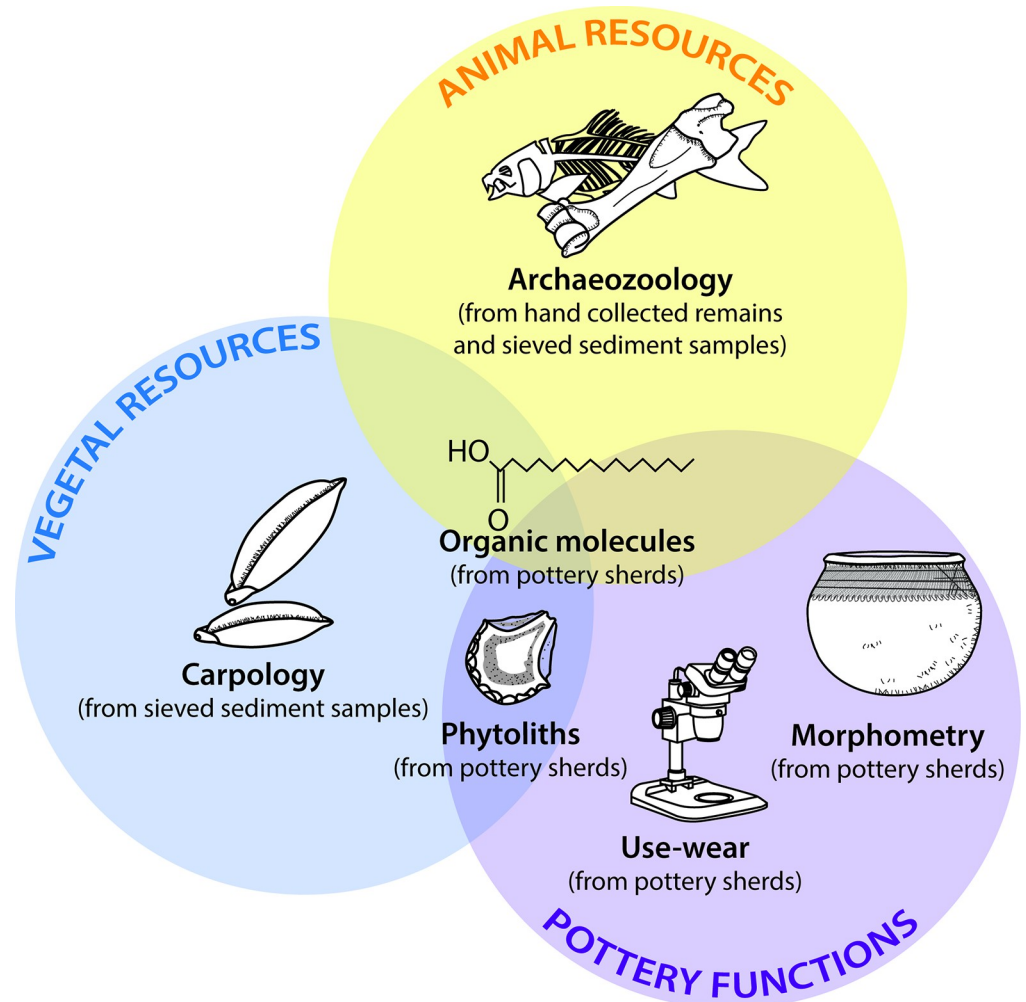 ANIMAL RESOURCES
Archaeozoology
(from hand collected remains
and sieved sediment samples)
VEGETAL RESOURCES
HO
O
Organic molecules
(from pottery sherds)
Carpology
(from sieved sediment samples)
Phytoliths
(from pottery sherds)
Morphometry
(from pottery sherds)
Use-wear
(from pottery sherds)
POTTERY FUNCTIONS